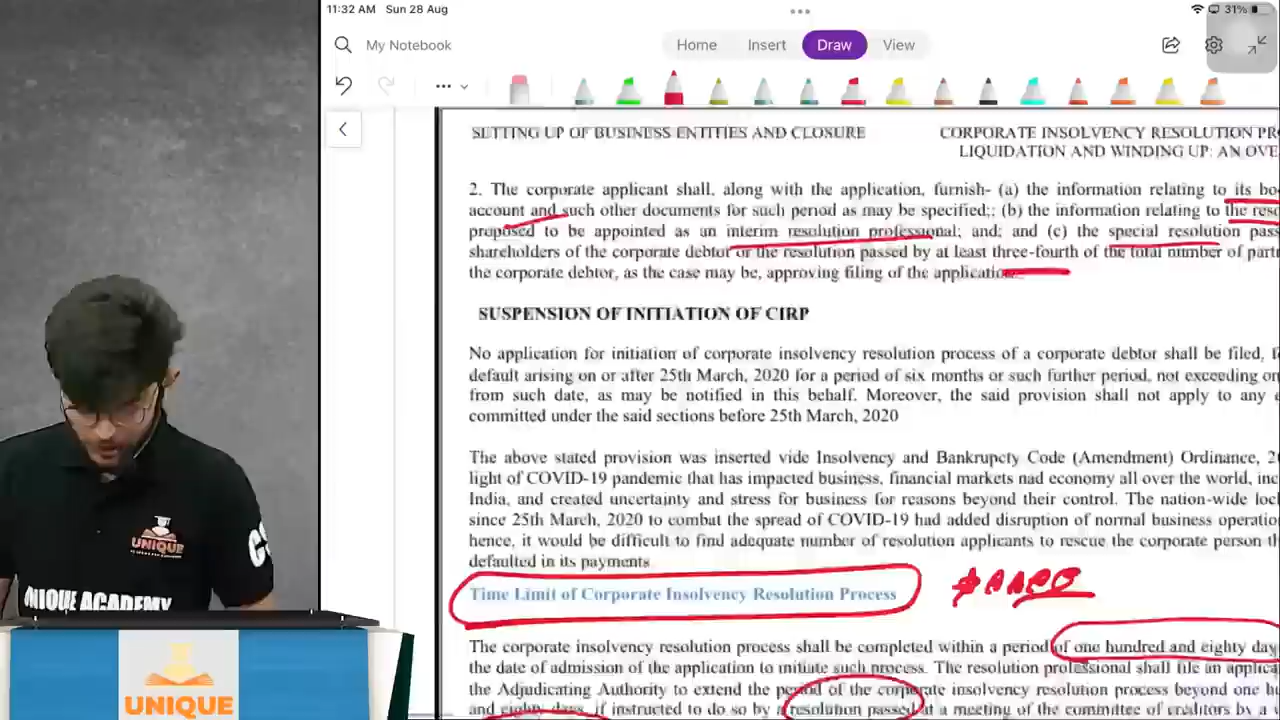 11:32 AM Sun 28 Aug
31%
My Notebook
Home Insert Draw View
SETTING UP OF BUSINESS ENTITIES AND CLOSURE
CORPORATE INSOLVENCY RESOLUTION PR
LIQUIDATION AND WINDING UP: AN OVE
2. The corporate applicant shall, along with the application, furnish- (a) the information relating to its bo
account and such other documents for such period as may be specified;; (b) the information relating to the reso
proposed to be appointed as an interim resolution professional; and; and (c) the special resolution pass
shareholders of the corporate debtor or the resolution passed by at least three-fourth of the total number of part
the corporate debtor, as the case may be, approving filing of the application.
SUSPENSION OF INITIATION OF CIRP
No application for initiation of corporate insolvency resolution process of a corporate debtor shall be filed, f
default arising on or after 25th March, 2020 for a period of six months or such further period, not exceeding on
from such date, as may be notified in this behalf. Moreover, the said provision shall not apply to any
committed under the said sections before 25th March, 2020
The above stated provision was inserted vide Insolvency and Bankrupcty Code (Amendment) Ordinance, 2
light of COVID-19 pandemic that has impacted business, financial markets nad economy all over the world, inc
India, and created uncertainty and stress for business for reasons beyond their control. The nation-wide loc
since 25th March, 2020 to combat the spread of COVID-19 had added disruption of normal business operatio
hence, it would be difficult to find adequate number of resolution applicants to rescue the corporate person t
defaulted in its payments
Time Limit of Corporate Insolvency Resolution Process
The corporate insolvency resolution process shall be completed within a period of one hundred and eighty day
the date of admission of the application to initiate such process. The resolution professional shall file an applica
the Adjudicating Authority to extend the period of the corporate insolvency resolution process beyond one h
and eighty days, if instructed to do so by a resolution passed at a meeting of the committee of creditors by a
UNIQUE
UNIQUE ACADEMY
UNIQUE